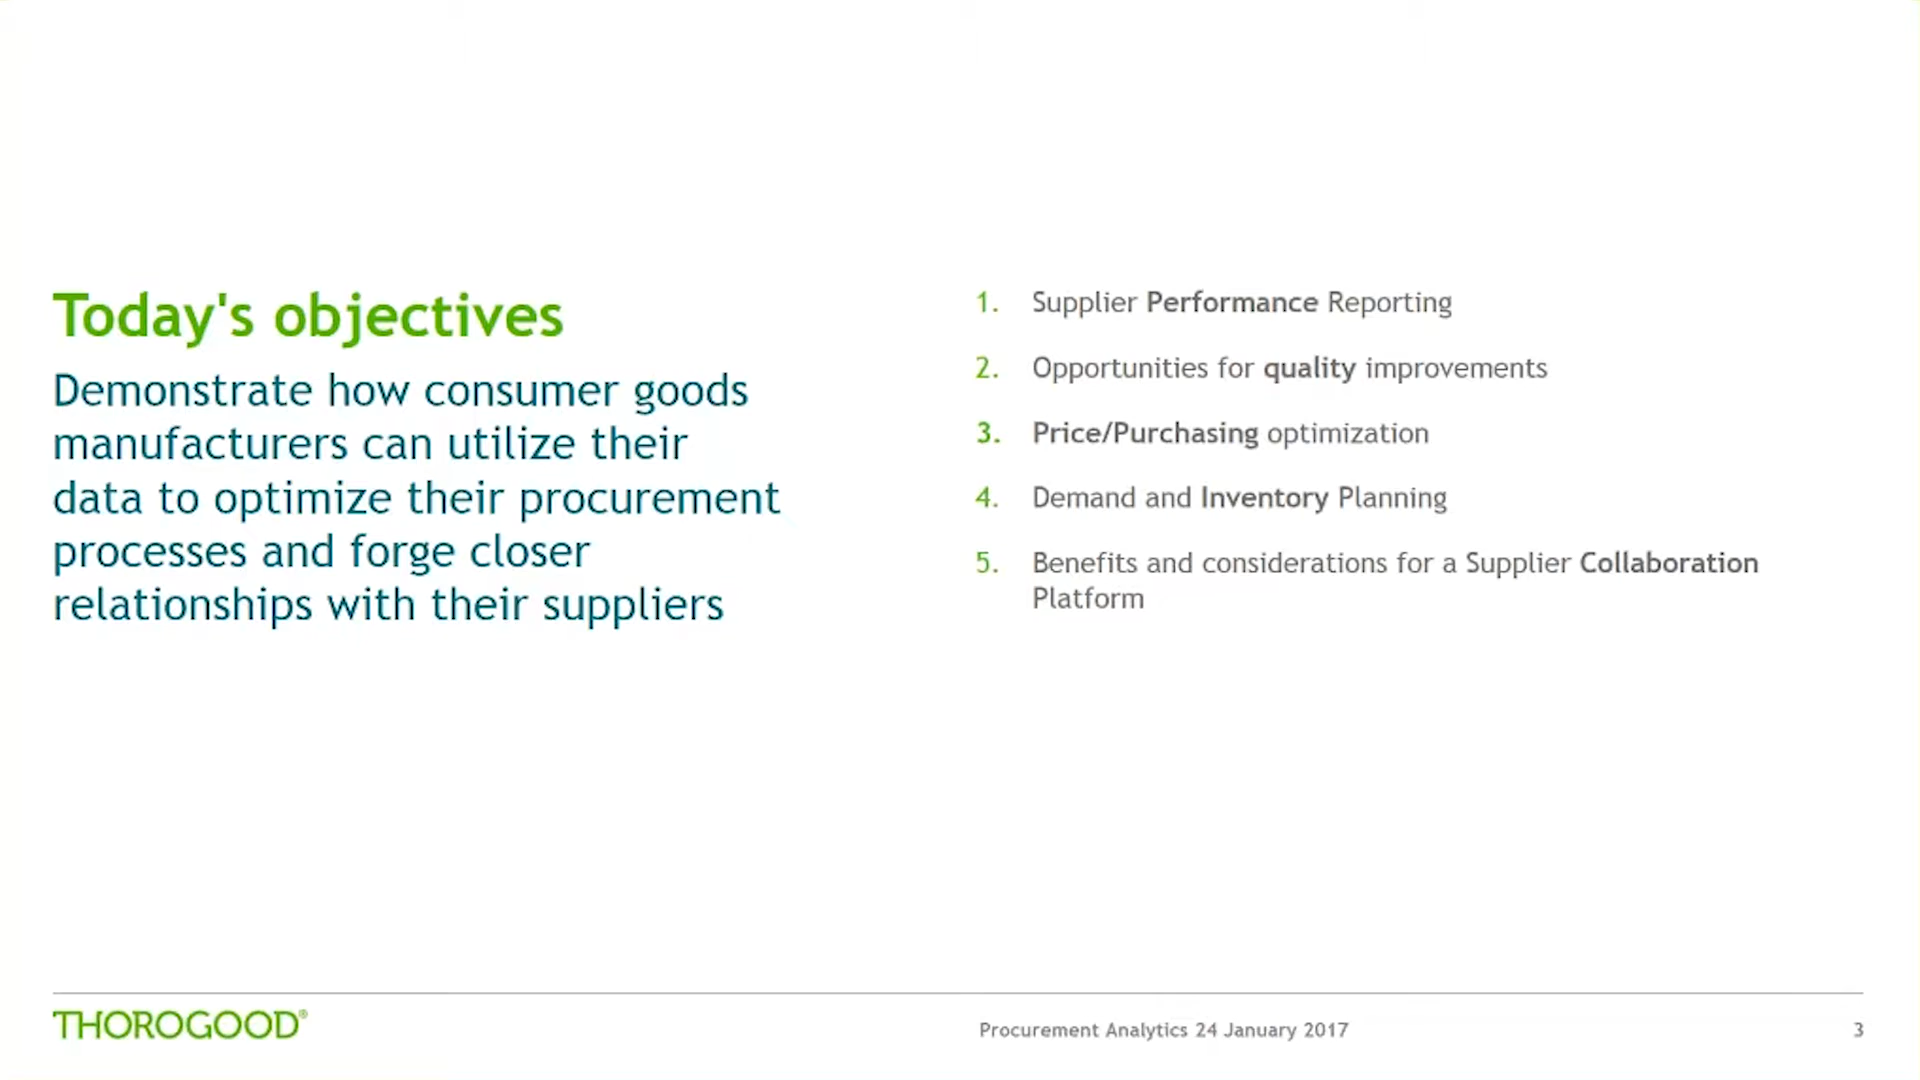 Today's objectives
Demonstrate how consumer goods
manufacturers can utilize their
data to optimize their procurement
processes and forge closer
relationships with their suppliers
1. Supplier Performance Reporting
2. Opportunities for quality improvements
3. Price/Purchasing optimization
4. Demand and Inventory Planning
5. Benefits and considerations for a Supplier Collaboration
Platform
THOROGOOD®
Procurement Analytics 24 January 2017
3